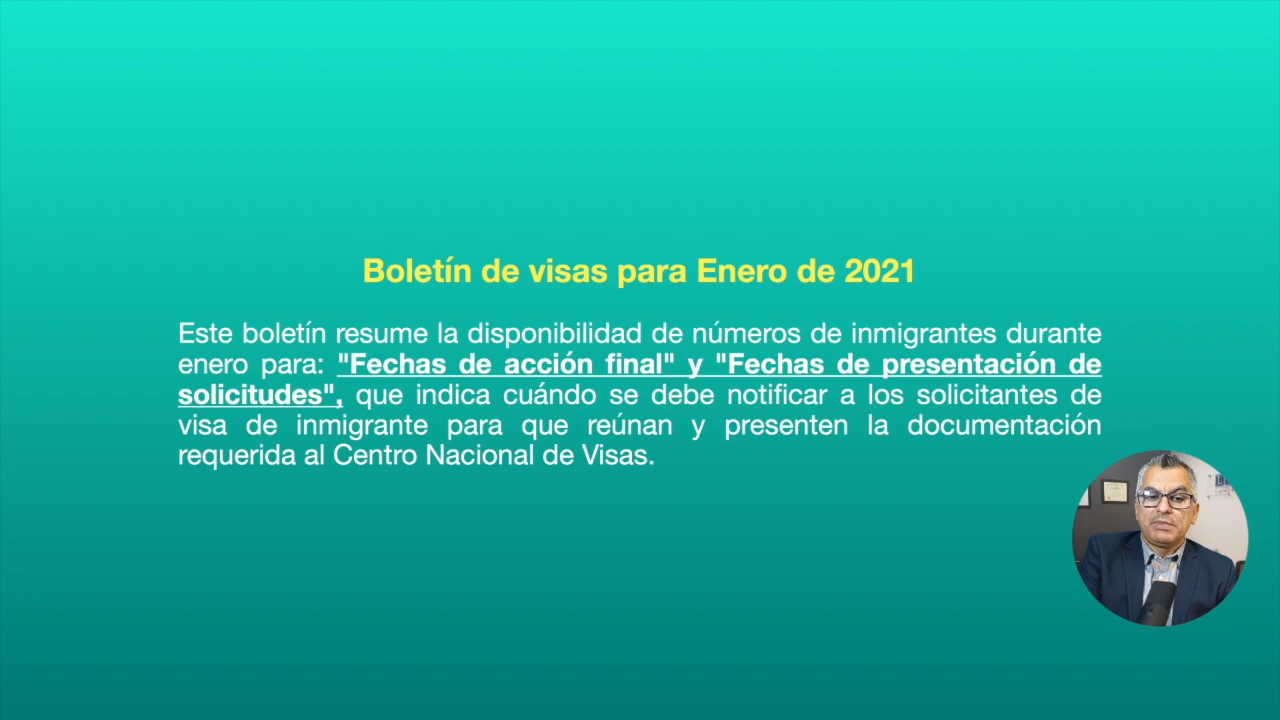 Boletín de visas para Enero de 2021
Este boletín resume la disponibilidad de números de inmigrantes durante
enero para: "Fechas de acción final" y "Fechas de presentación de
solicitudes", que indica cuándo se debe notificar a los solicitantes de
visa de inmigrante para que reúnan y presenten la documentación
requerida al Centro Nacional de Visas.